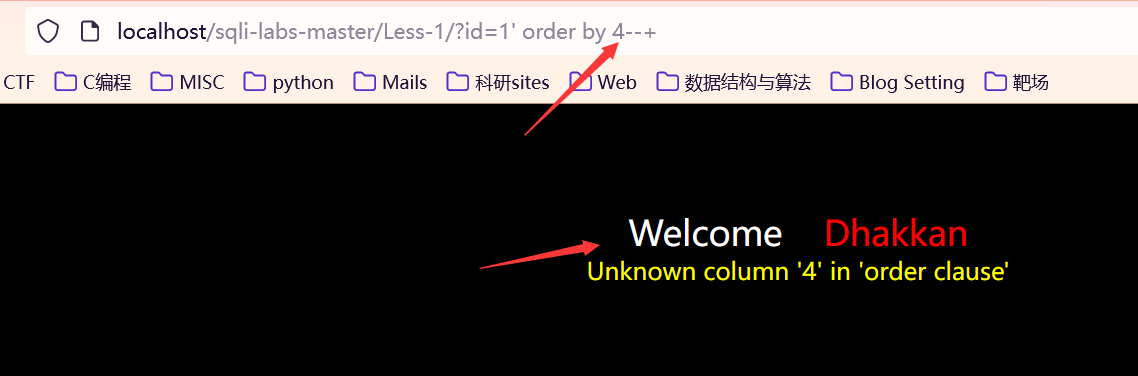 localhost/sqli-labs-master/Less-1/?id=1' order by 4--+
CTF C编程 MISC python Mails 科研sites Web 数据结构与算法 Blog Setting 靶场
Welcome Dhakkan
Unknown column '4' in 'order clause'